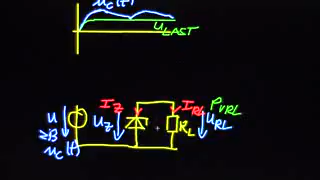 u_C(t)
U_LAST
I_Z
I_RL
P_VRL
u
≥B
u_C(t)
U_Z
R_L
U_RL